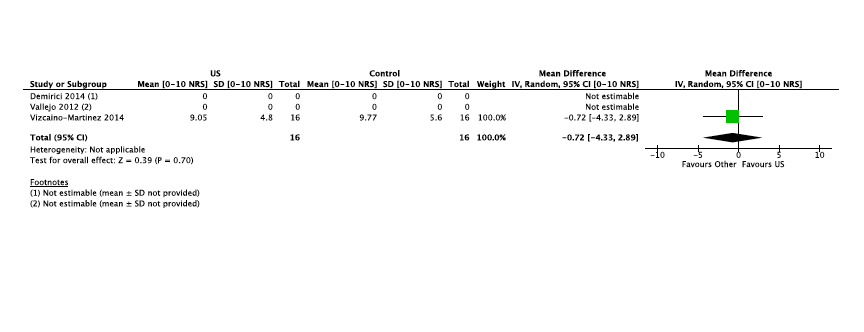 US Control Mean Difference Mean Difference
Study or Subgroup Mean [0-10 NRS] SD [0-10 NRS] Total Mean [0-10 NRS] SD [0-10 NRS] Total Weight IV, Random, 95% CI [0-10 NRS] IV, Random, 95% CI [0-10 NRS]
Demirici 2014 (1) 0 0 0 0 0 0 Not estimable
Vallejo 2012 (2) 0 0 0 0 0 0 Not estimable
Vizcaino-Martinez 2014 9.05 4.8 16 9.77 5.6 16 100.0% -0.72 [-4.33, 2.89]
Total (95% CI) 16 16 100.0% -0.72 [-4.33, 2.89]
Heterogeneity: Not applicable
Test for overall effect: Z = 0.39 (P = 0.70)
-10 -5 0 5 10
Favours Other Favours US
Footnotes
(1) Not estimable (mean ± SD not provided)
(2) Not estimable (mean ± SD not provided)